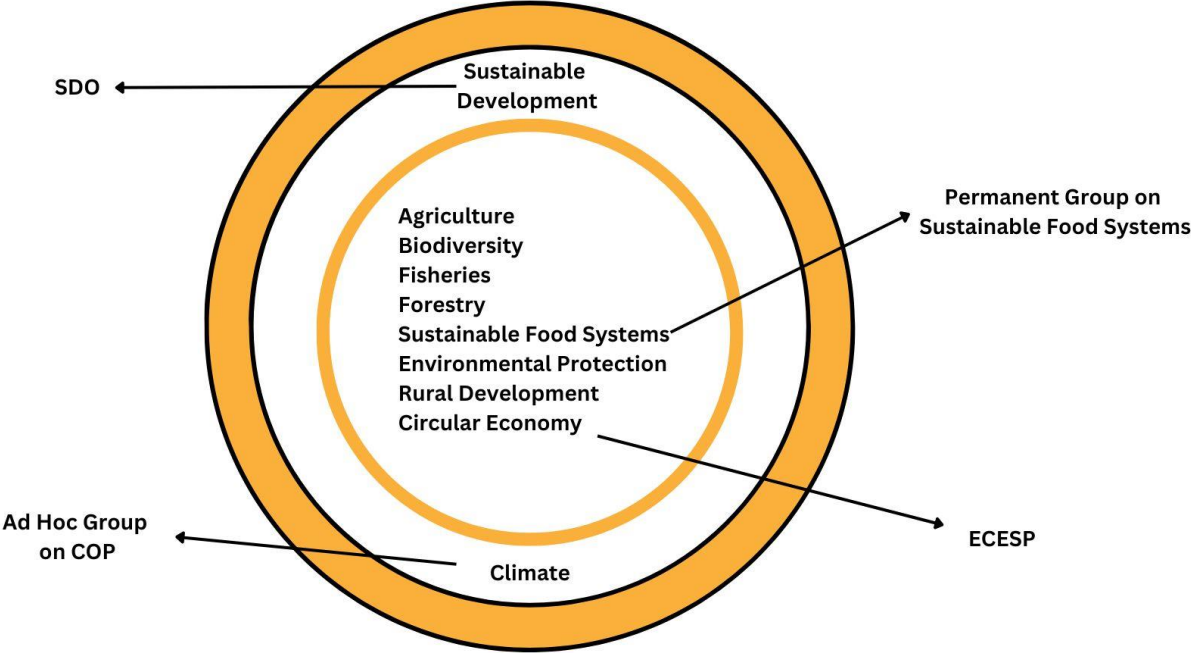 Sustainable
Development
SDO
Permanent Group on
Sustainable Food Systems
Agriculture
Biodiversity
Fisheries
Forestry
Sustainable Food Systems
Environmental Protection
Rural Development
Circular Economy
Ad Hoc Group
on COP
ECESP
Climate